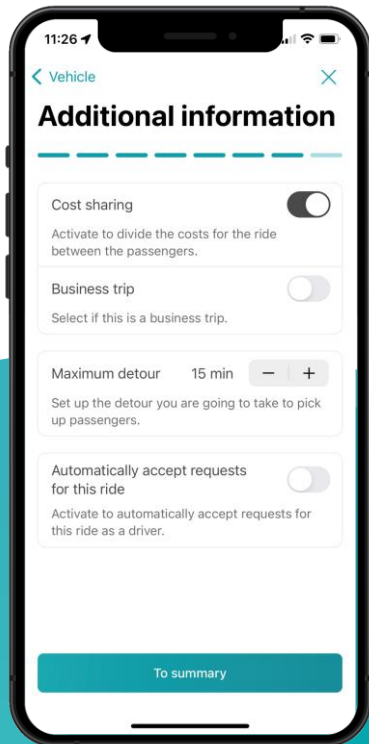 11:26
Vehicle
Additional information
Cost sharing
Activate to divide the costs for the ride
between the passengers.
Business trip
Select if this is a business trip.
Maximum detour 15 min − +
Set up the detour you are going to take to pick
up passengers.
Automatically accept requests
for this ride
Activate to automatically accept requests for
this ride as a driver.
To summary